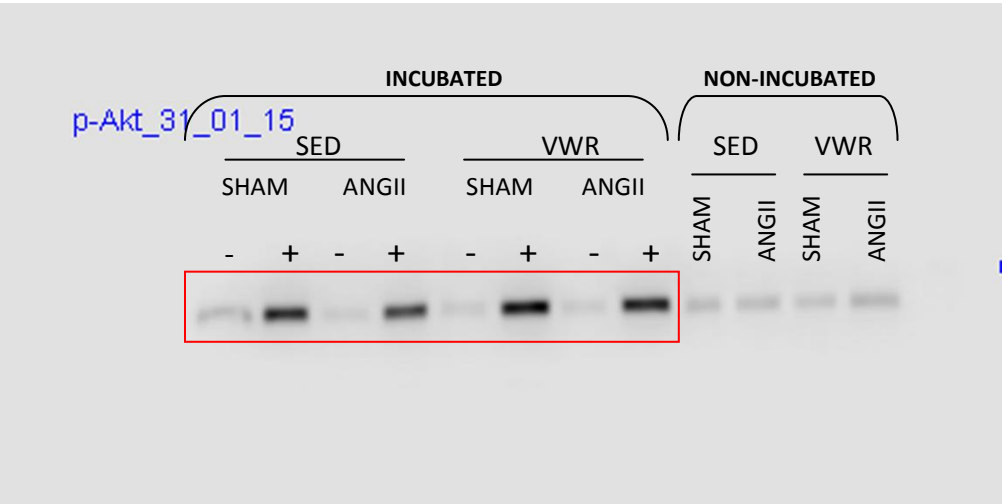 INCUBATED NON-INCUBATED
p-Akt_31_01_15
SED VWR SED VWR
SHAM ANGII SHAM ANGII SHAM ANGII SHAM ANGII
- + - + - + - +